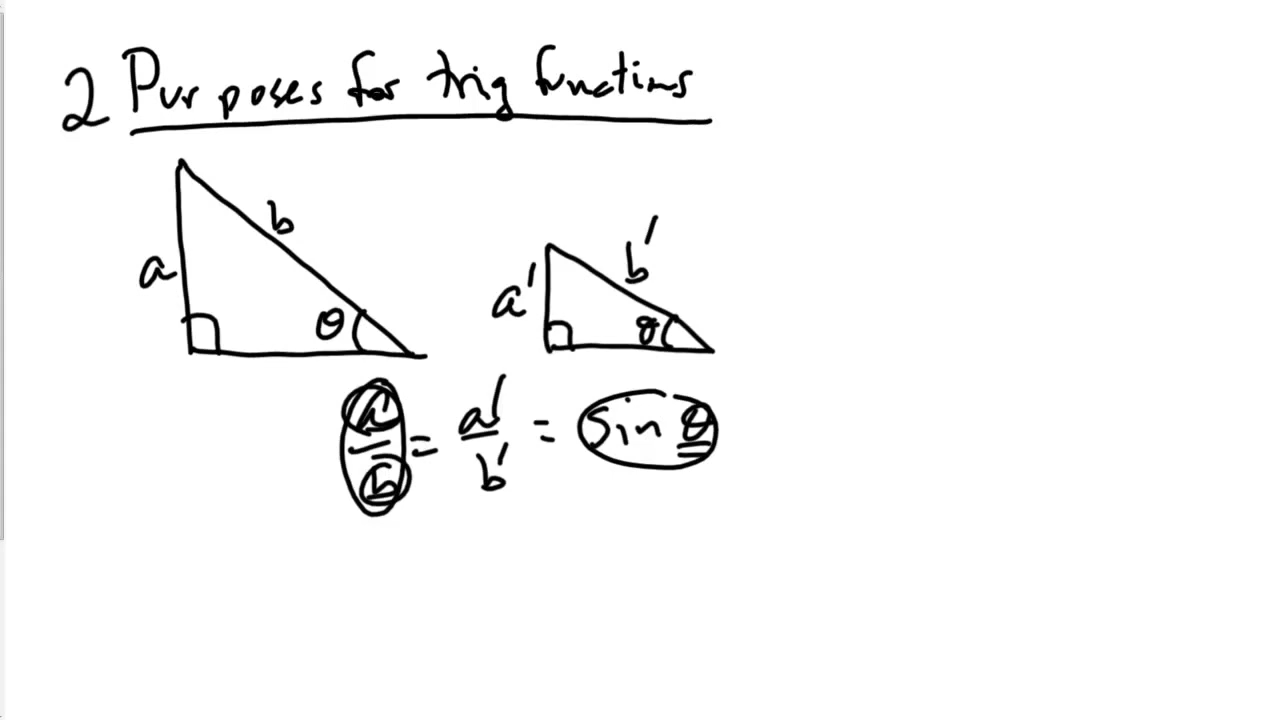 2 Purposes for trig functions
b
a
θ
b'
a'
θ
a/b = a'/b' = sin θ